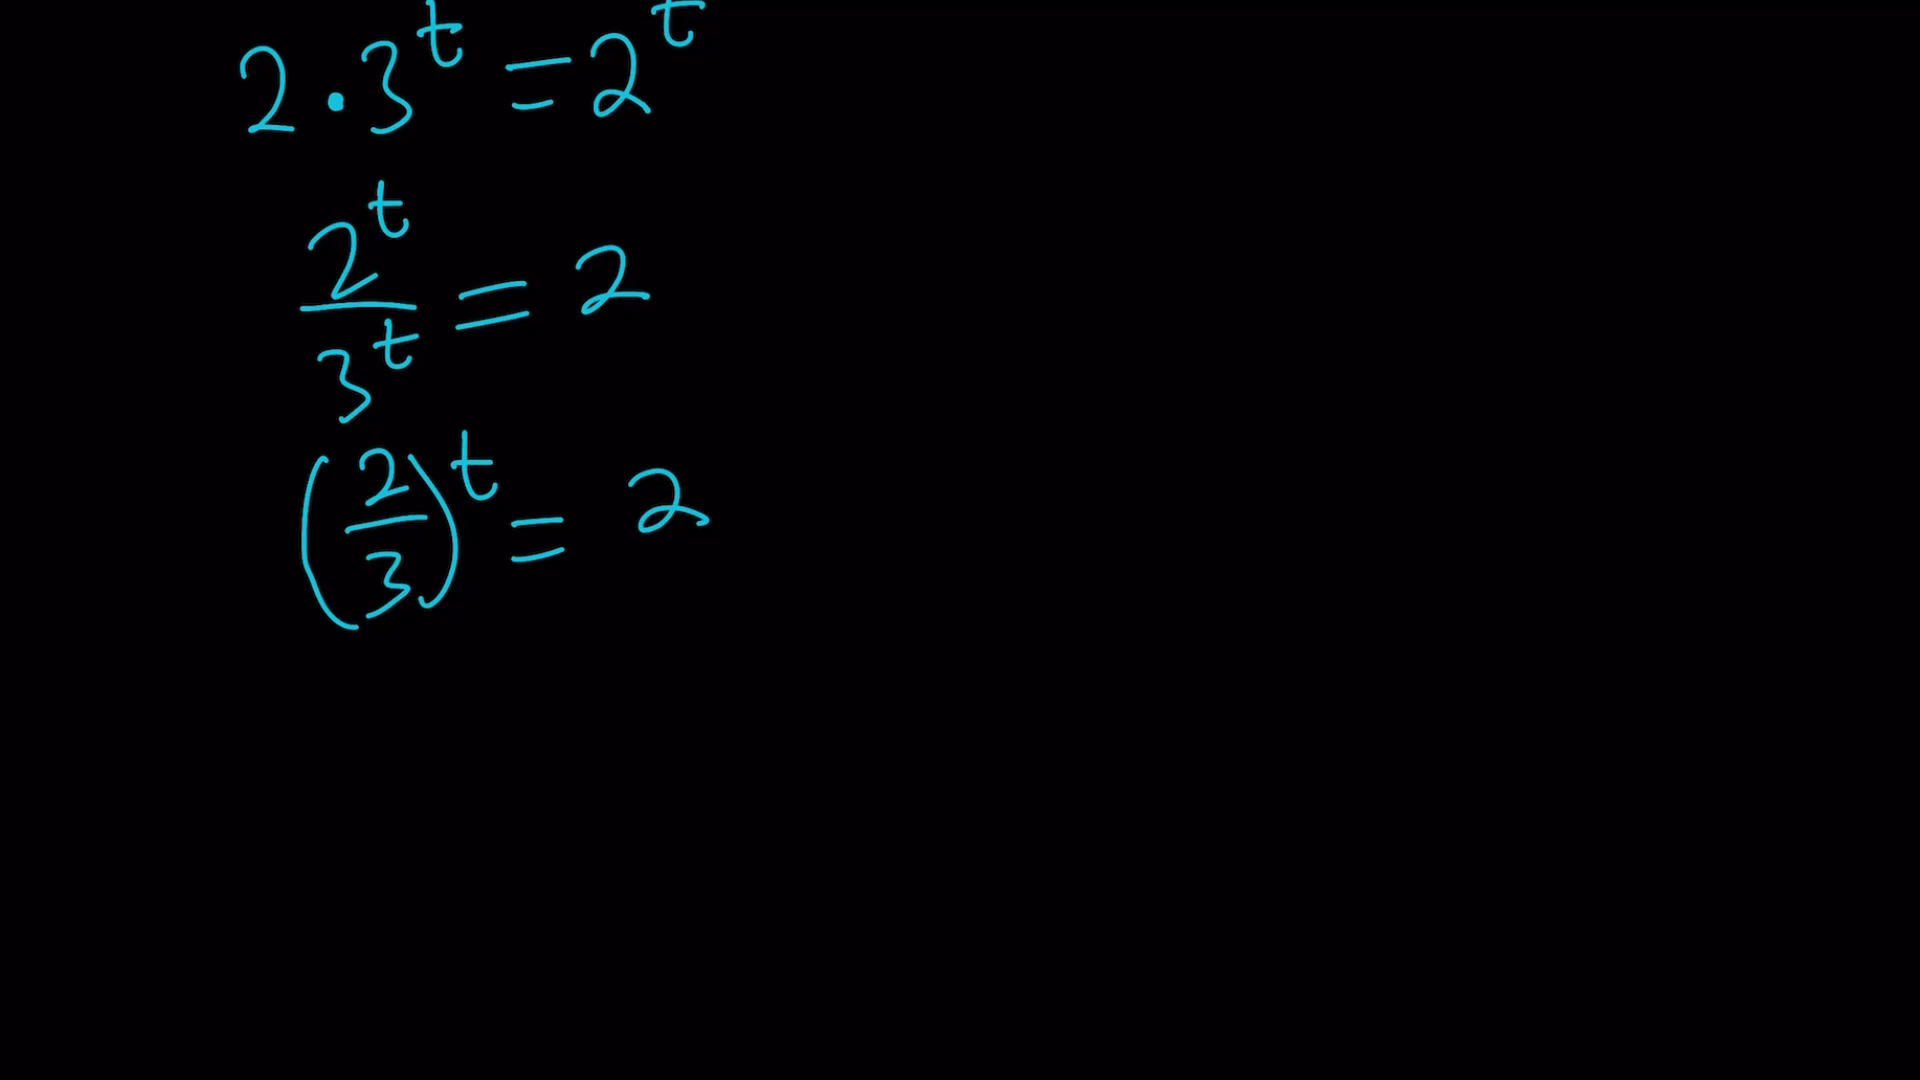 2 · 3^t = 2^t
2^t / 3^t = 2
(2/3)^t = 2